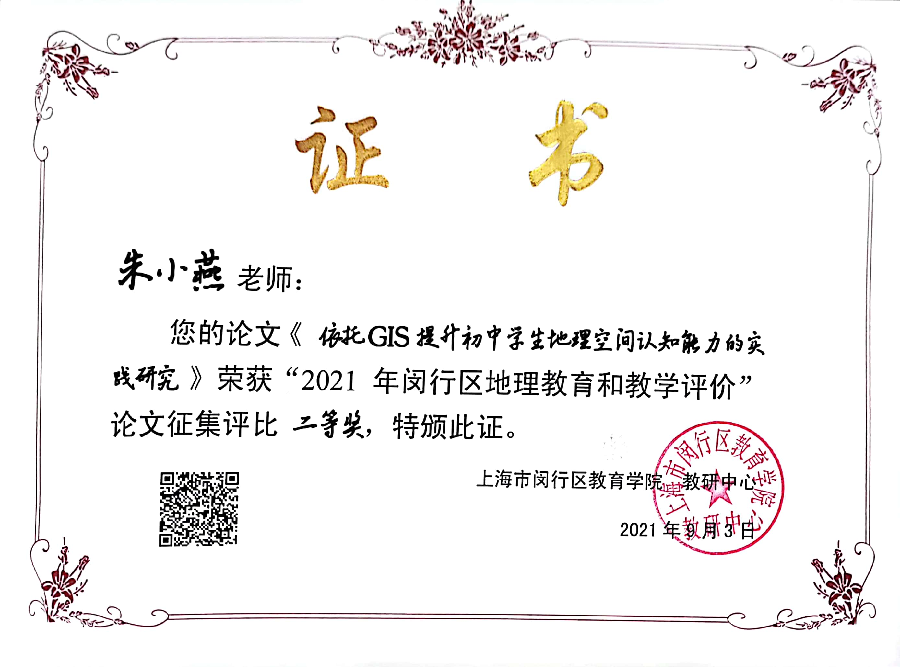 证 书
朱小燕 老师：
您的论文《 依托GIS提升初中学生地理空间认知能力的实
践研究 》荣获“2021 年闵行区地理教育和教学评价”
论文征集评比 二等奖，特颁此证。
上海市闵行区教育学院 教研中心
2021 年 9 月 3 日
上海市闵行区教育学院
教研中心